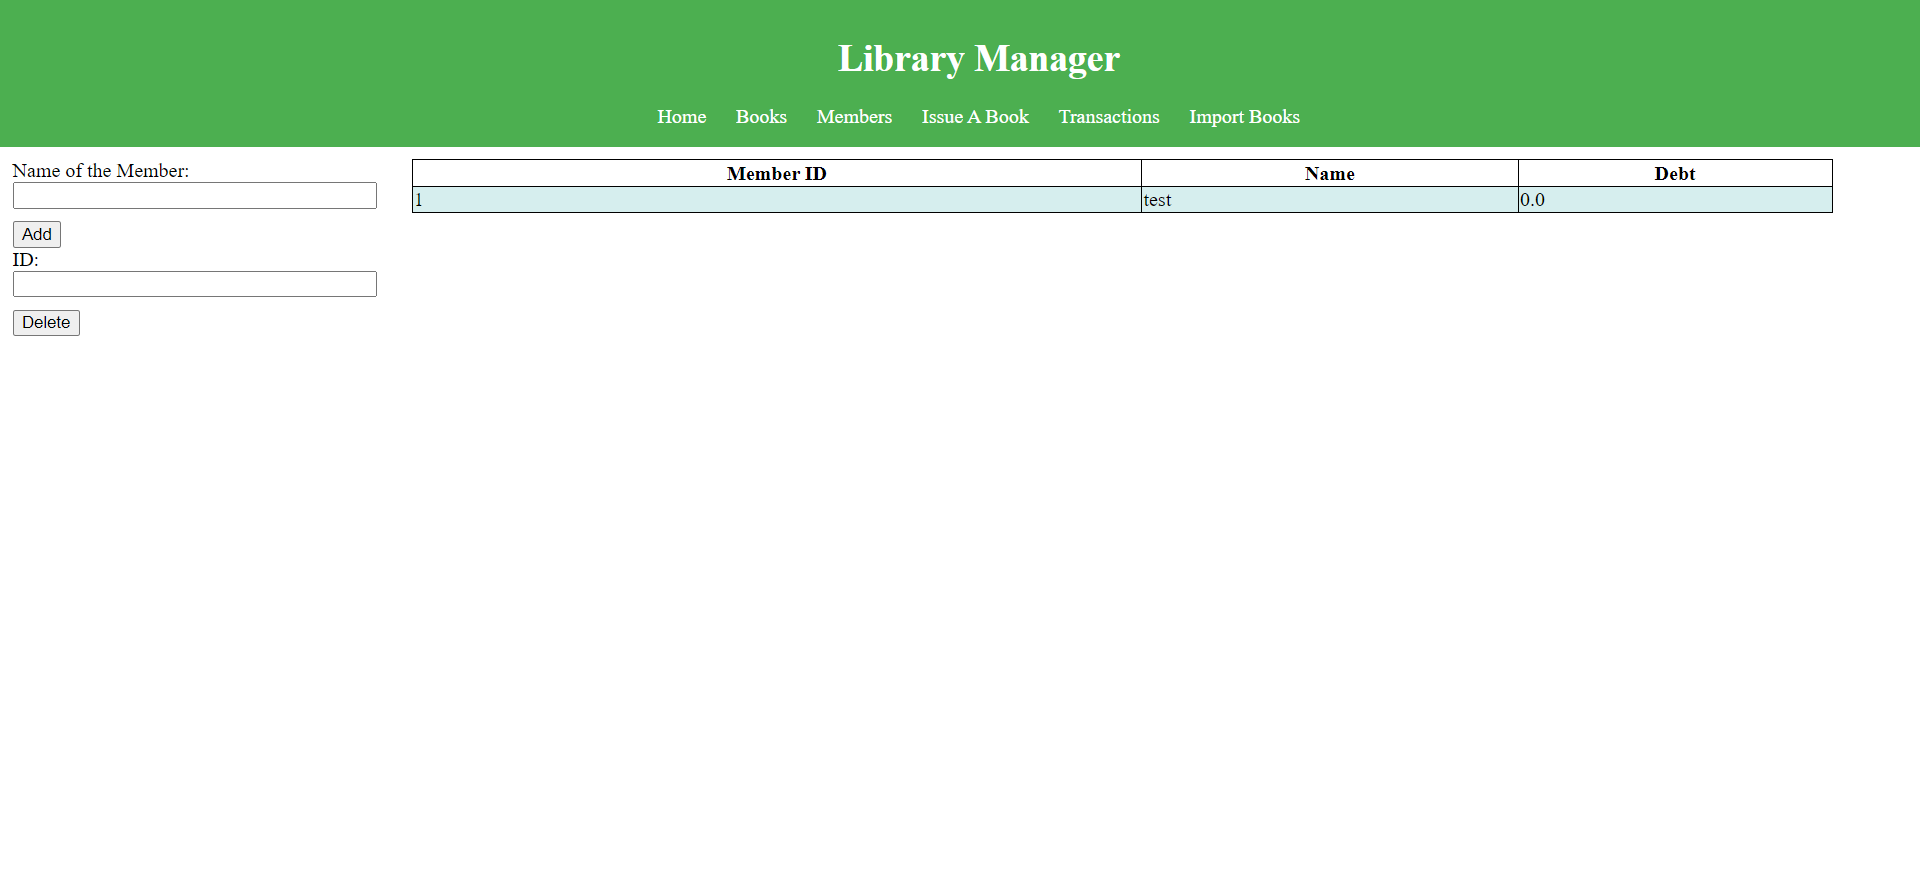 Library Manager
Home Books Members Issue A Book Transactions Import Books
Name of the Member:
Add
ID:
Delete
Member ID Name Debt
1 test 0.0